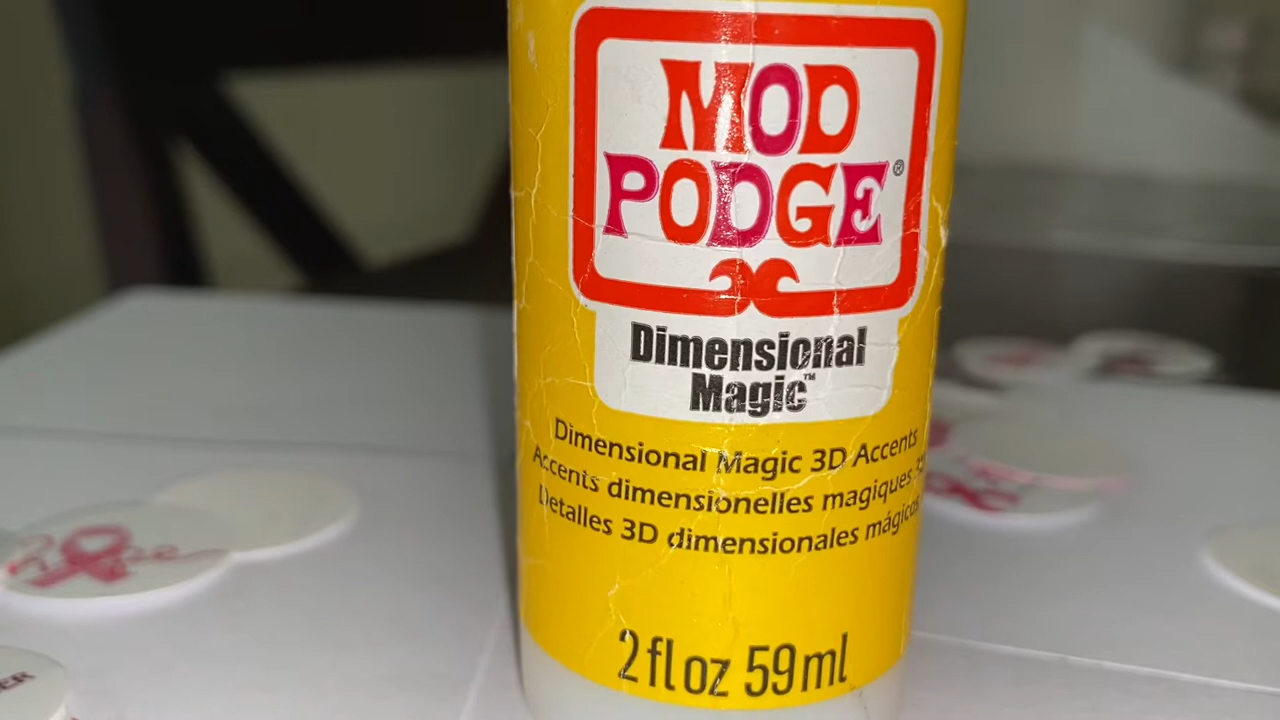 MOD
PODGE®
Dimensional
Magic™
Dimensional Magic 3D Accents
Accents dimensionelles magiques
Detalles 3D dimensionales mágicos
2 fl oz 59 ml